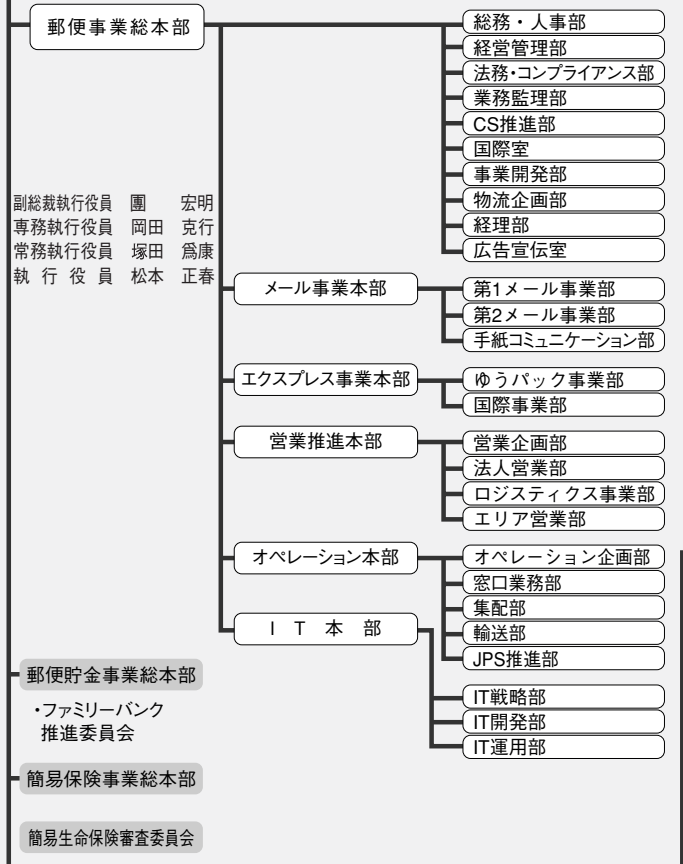 郵便事業総本部
総務・人事部
経営管理部
法務・コンプライアンス部
業務監理部
CS推進部
国際室
事業開発部
物流企画部
経理部
広告宣伝室
副総裁執行役員 團 宏明
専務執行役員 岡田 克行
常務執行役員 塚田 爲康
執行役員 松本 正春
メール事業本部
第1メール事業部
第2メール事業部
手紙コミュニケーション部
エクスプレス事業本部
ゆうパック事業部
国際事業部
営業推進本部
営業企画部
法人営業部
ロジスティクス事業部
エリア営業部
オペレーション本部
オペレーション企画部
窓口業務部
集配部
輸送部
JPS推進部
IT本部
IT戦略部
IT開発部
IT運用部
郵便貯金事業総本部
・ファミリーバンク
推進委員会
簡易保険事業総本部
簡易生命保険審査委員会